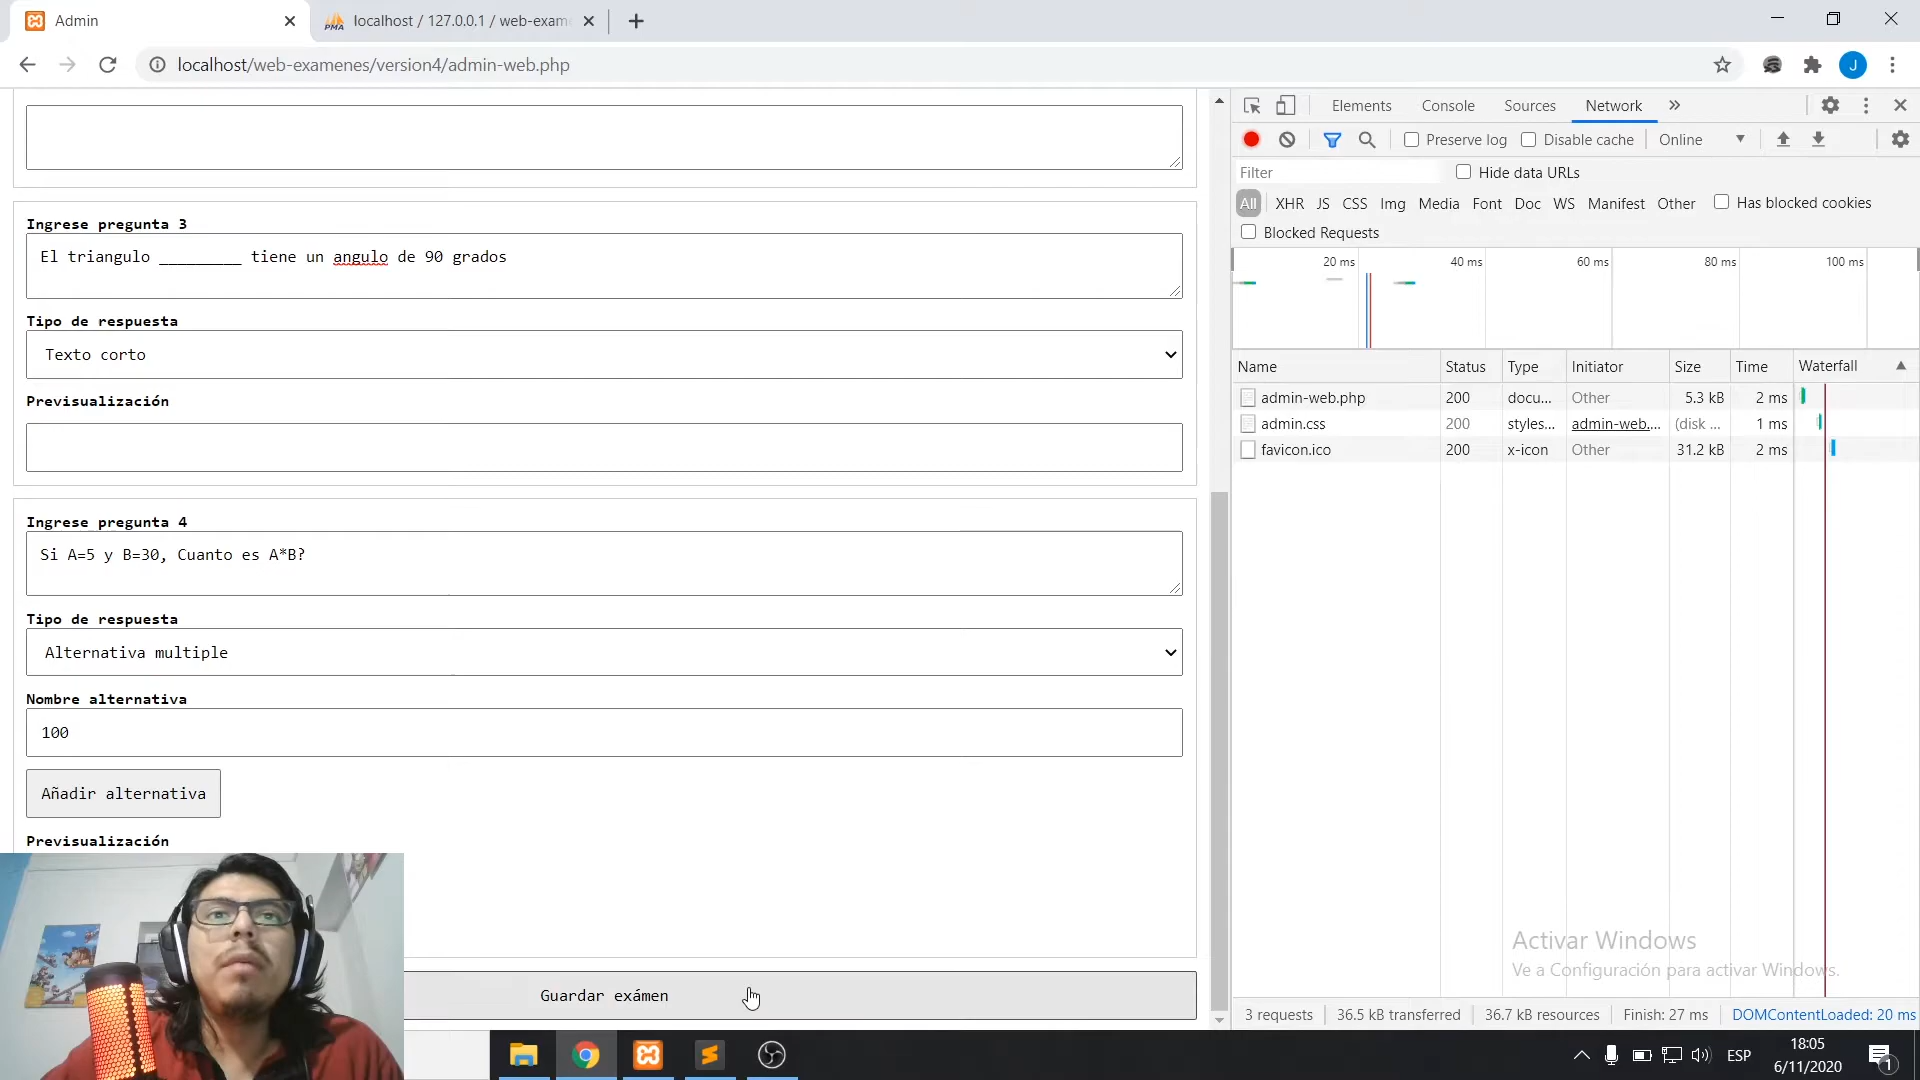 Admin
localhost / 127.0.0.1 / web-exam
localhost/web-examenes/version4/admin-web.php
J
Ingrese pregunta 3
El triangulo _________ tiene un angulo de 90 grados
Tipo de respuesta
Texto corto
Previsualización
Ingrese pregunta 4
Si A=5 y B=30, Cuanto es A*B?
Tipo de respuesta
Alternativa multiple
Nombre alternativa
100
Añadir alternativa
Previsualización
Guardar exámen
Elements Console Sources Network
Preserve log Disable cache Online
Filter Hide data URLs
All XHR JS CSS Img Media Font Doc WS Manifest Other Has blocked cookies
Blocked Requests
20 ms 40 ms 60 ms 80 ms 100 ms
Name Status Type Initiator Size Time Waterfall
admin-web.php 200 docu... Other 5.3 kB 2 ms
admin.css 200 styles... admin-web.... (disk ... 1 ms
favicon.ico 200 x-icon Other 31.2 kB 2 ms
Activar Windows
Ve a Configuración para activar Windows.
3 requests 36.5 kB transferred 36.7 kB resources Finish: 27 ms DOMContentLoaded: 20 ms
ESP
18:05
6/11/2020
1
PMA